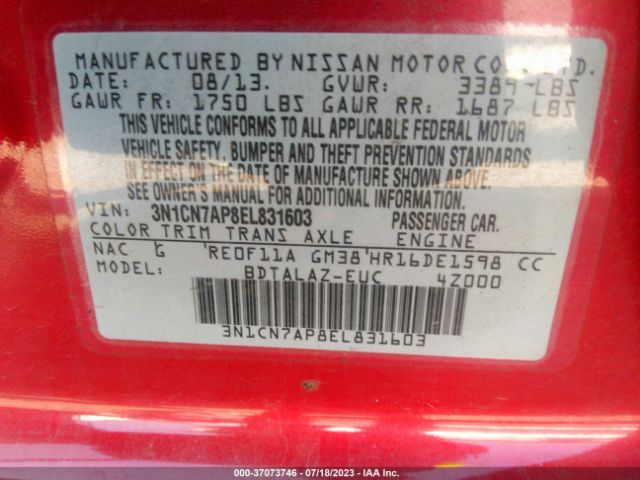 MANUFACTURED BY NISSAN MOTOR CO., LTD.
DATE: 08/13. GVWR: 3389 LBS
GAWR FR: 1750 LBS GAWR RR: 1687 LBS
THIS VEHICLE CONFORMS TO ALL APPLICABLE FEDERAL MOTOR
VEHICLE SAFETY, BUMPER AND THEFT PREVENTION STANDARDS
IN EFFECT ON THE DATE OF MANUFACTURE SHOWN ABOVE.
SEE OWNER'S MANUAL FOR ADDITIONAL INFORMATION.
VIN: 3N1CN7AP8EL831603 PASSENGER CAR.
COLOR TRIM TRANS AXLE ENGINE
NAC G 'RE0F11A GM38'HR16DE1598 CC
MODEL: BDTALAZ-EUC 4Z000
3N1CN7AP8EL831603
000-37073746 - 07/18/2023 - IAA Inc.